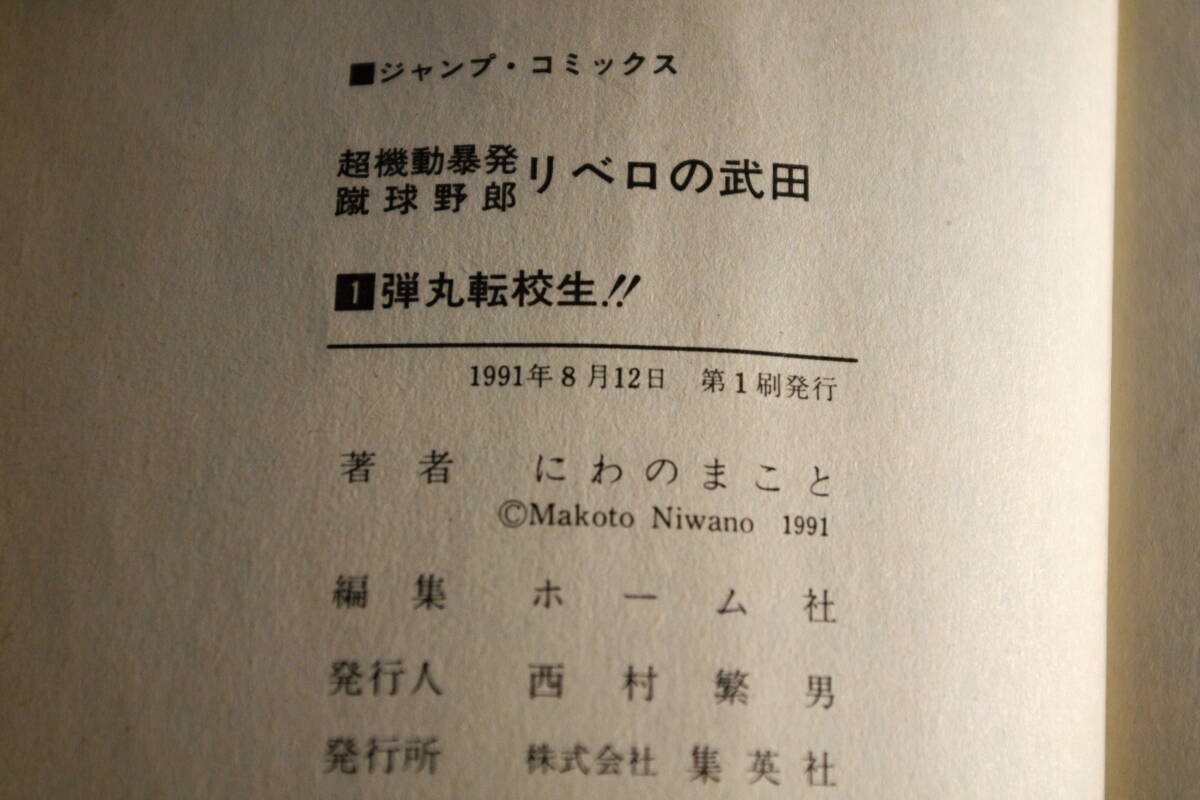 ■ジャンプ・コミックス
超機動暴発
蹴球野郎
リベロの武田
1弾丸転校生!!
1991年8月12日 第1刷発行
著者 にわのまこと
©Makoto Niwano 1991
編集 ホーム社
発行人 西村繁男
発行所 株式会社 集英社